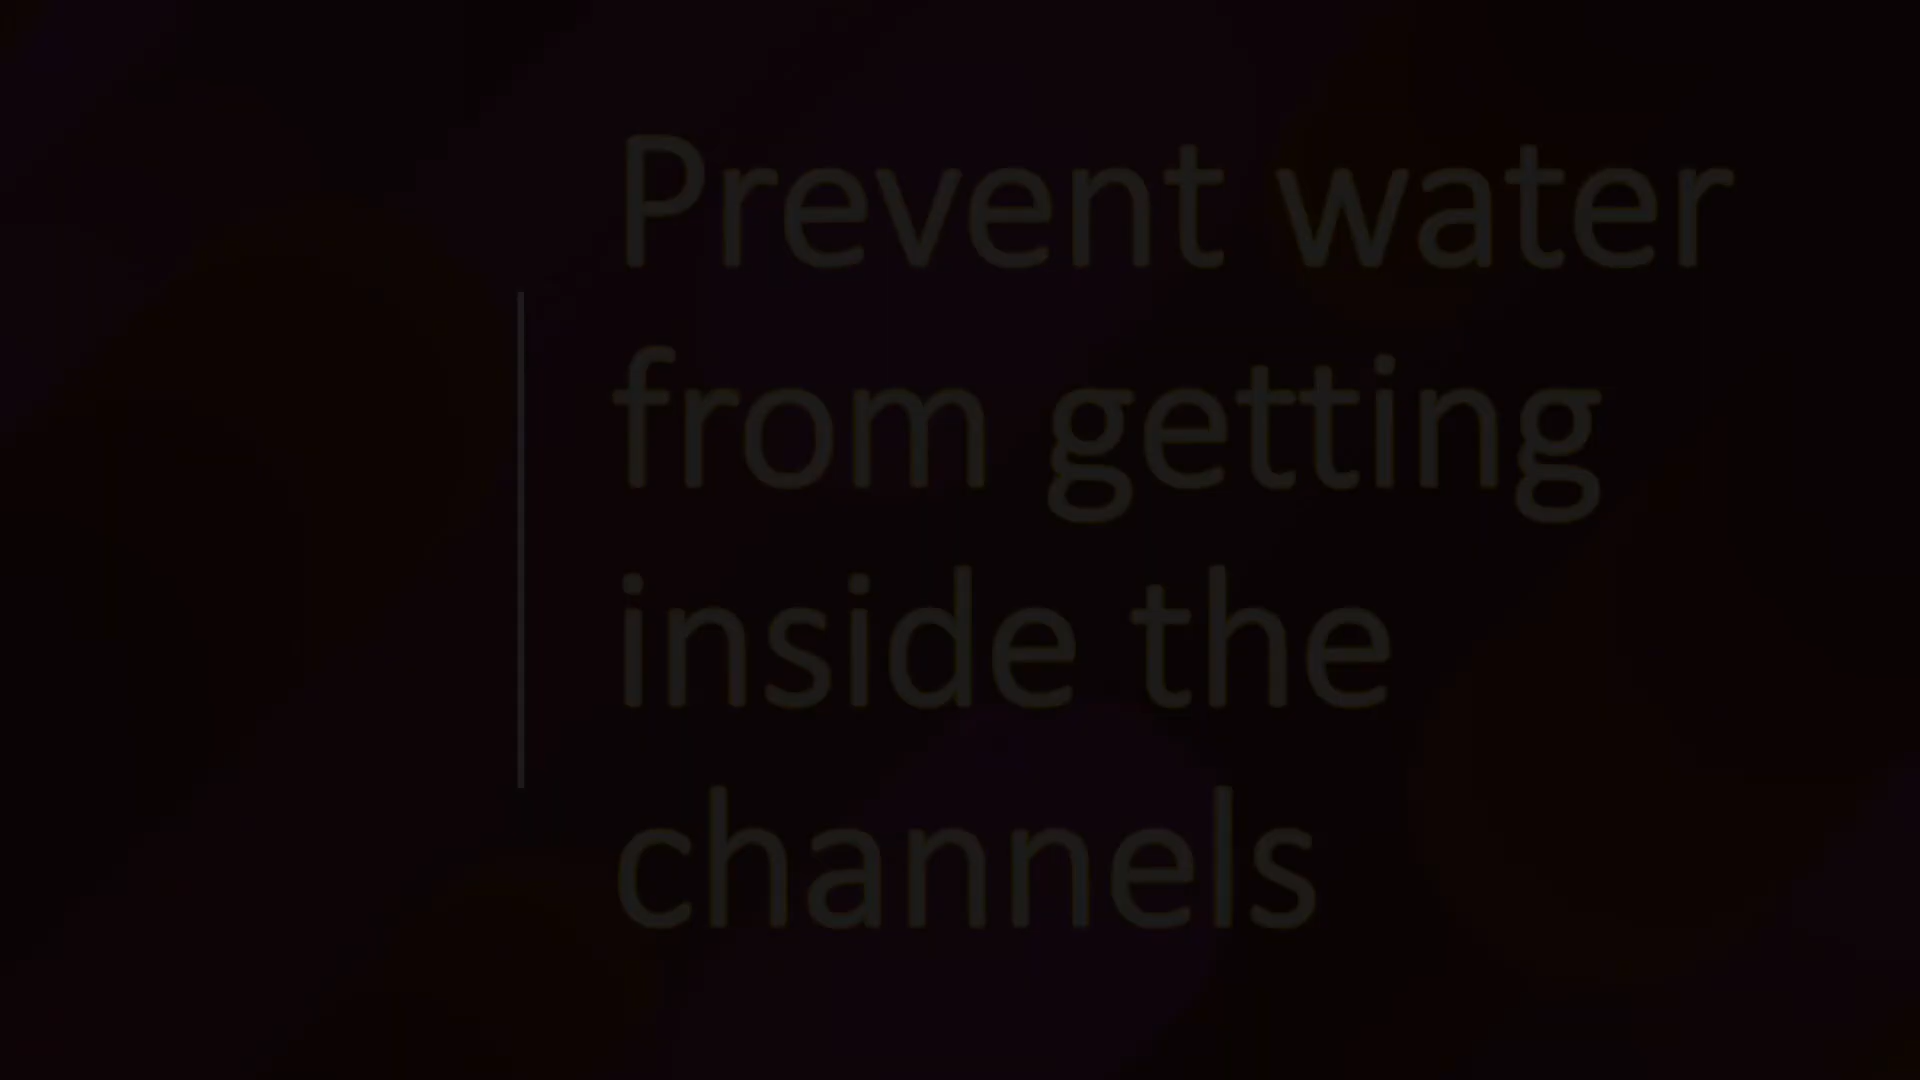 Prevent water
from getting
inside the
channels